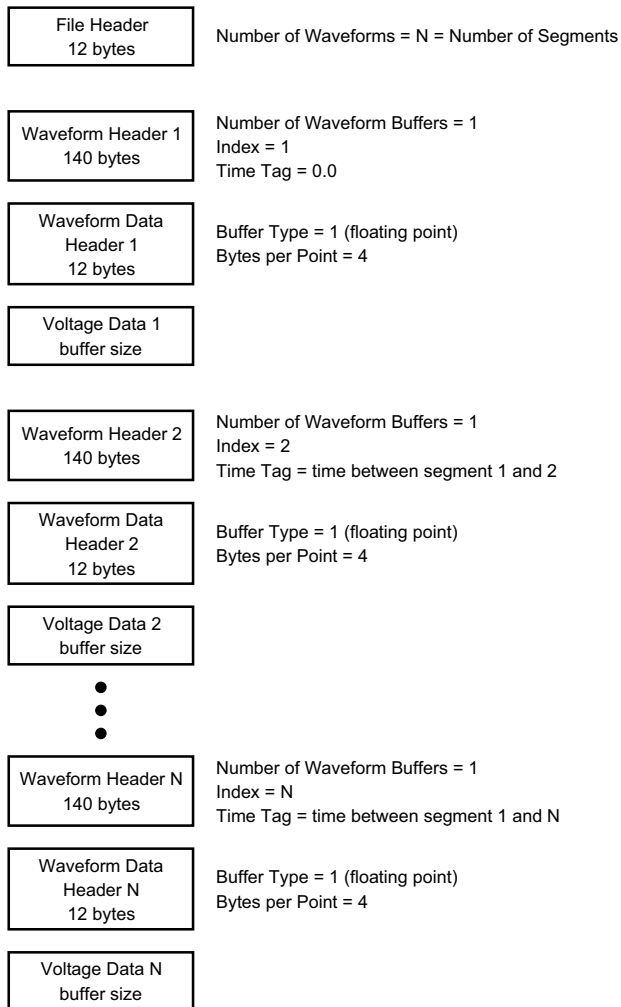 File Header
12 bytes
Number of Waveforms = N = Number of Segments
Waveform Header 1
140 bytes
Number of Waveform Buffers = 1
Index = 1
Time Tag = 0.0
Waveform Data
Header 1
12 bytes
Buffer Type = 1 (floating point)
Bytes per Point = 4
Voltage Data 1
buffer size
Waveform Header 2
140 bytes
Number of Waveform Buffers = 1
Index = 2
Time Tag = time between segment 1 and 2
Waveform Data
Header 2
12 bytes
Buffer Type = 1 (floating point)
Bytes per Point = 4
Voltage Data 2
buffer size
Waveform Header N
140 bytes
Number of Waveform Buffers = 1
Index = N
Time Tag = time between segment 1 and N
Waveform Data
Header N
12 bytes
Buffer Type = 1 (floating point)
Bytes per Point = 4
Voltage Data N
buffer size